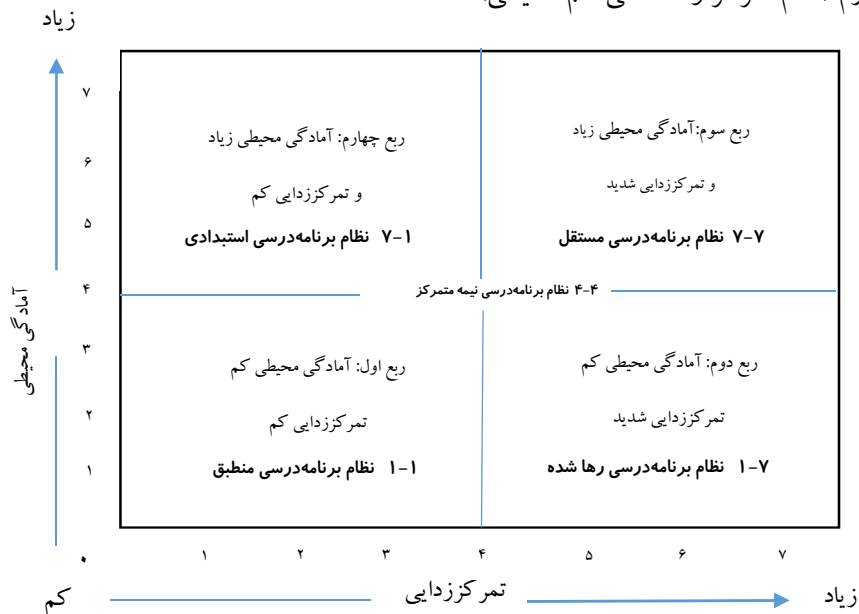 زیاد
۷
۶
۵
۴
۳
۲
۱
۰
آمادگی محیطی
ربع سوم:آمادگی محیطی زیاد
و تمرکززدایی شدید
۷-۷ نظام برنامه‌درسی مستقل
ربع چهارم: آمادگی محیطی زیاد
و تمرکززدایی کم
۷-۱ نظام برنامه‌درسی استبدادی
۴-۴ نظام برنامه‌درسی نیمه متمرکز
ربع دوم: آمادگی محیطی کم
تمرکززدایی شدید
۱-۷ نظام برنامه‌درسی رها شده
ربع اول: آمادگی محیطی کم
تمرکززدایی کم
۱-۱ نظام برنامه‌درسی منطبق
۱ ۲ ۳ ۴ ۵ ۶ ۷
کم تمرکززدایی زیاد